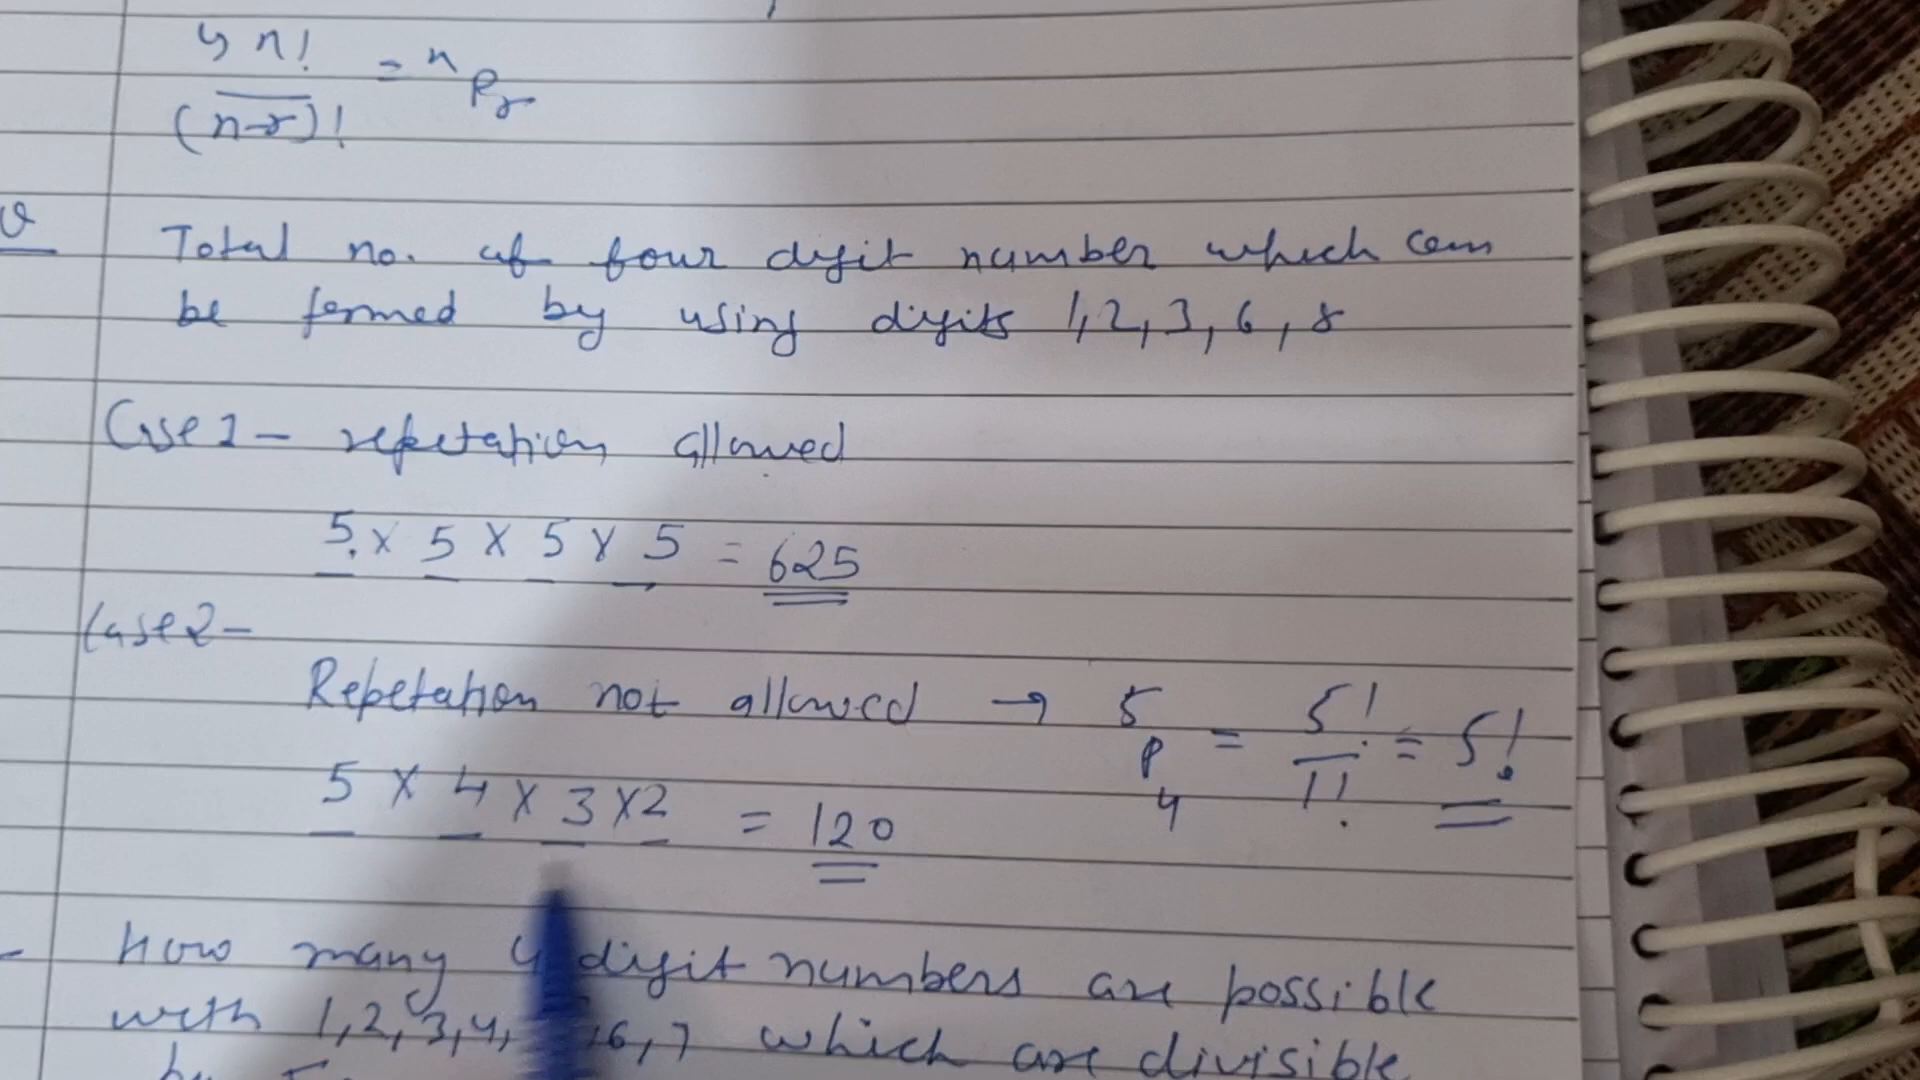 n!
(n-r)! = nPr
Q Total no. of four digit number which can
be formed by using digits 1, 2, 3, 6, 8
Case 1 - repetation allowed
5 x 5 x 5 x 5 = 625
Case 2 -
Repetation not allowed → 5P4 = 5!/1! = 5!
5 x 4 x 3 x 2 = 120
- How many 4 digit numbers are possible
with 1, 2, 3, 4, 6, 7 which are divisible
by